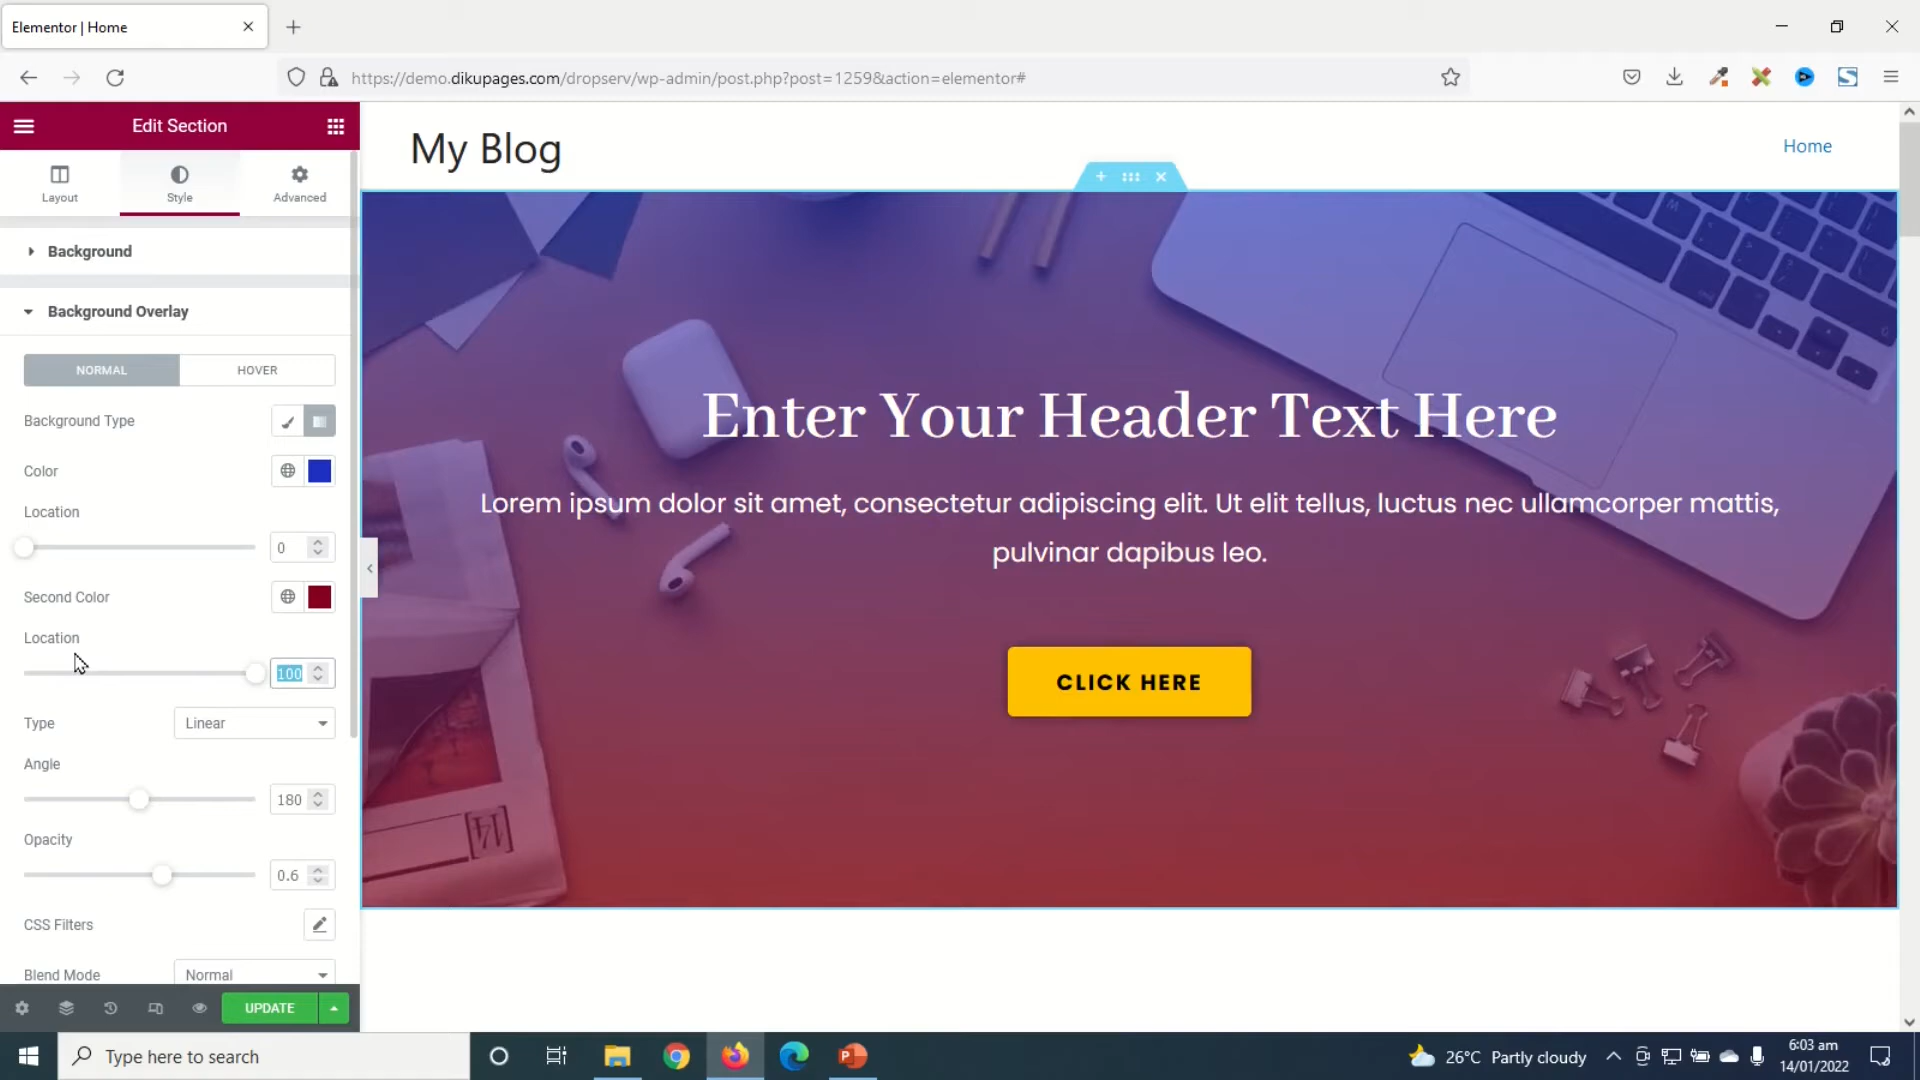 Elementor | Home
https://demo.dikupages.com/dropserv/wp-admin/post.php?post=1259&action=elementor#
Edit Section
Layout
Style
Advanced
Background
Background Overlay
NORMAL
HOVER
Background Type
Color
Location
0
Second Color
Location
100
Type
Linear
Angle
180
Opacity
0.6
CSS Filters
Blend Mode
Normal
UPDATE
My Blog
Home
Enter Your Header Text Here
Lorem ipsum dolor sit amet, consectetur adipiscing elit. Ut elit tellus, luctus nec ullamcorper mattis,
pulvinar dapibus leo.
CLICK HERE
14
Type here to search
26°C Partly cloudy
6:03 am
14/01/2022